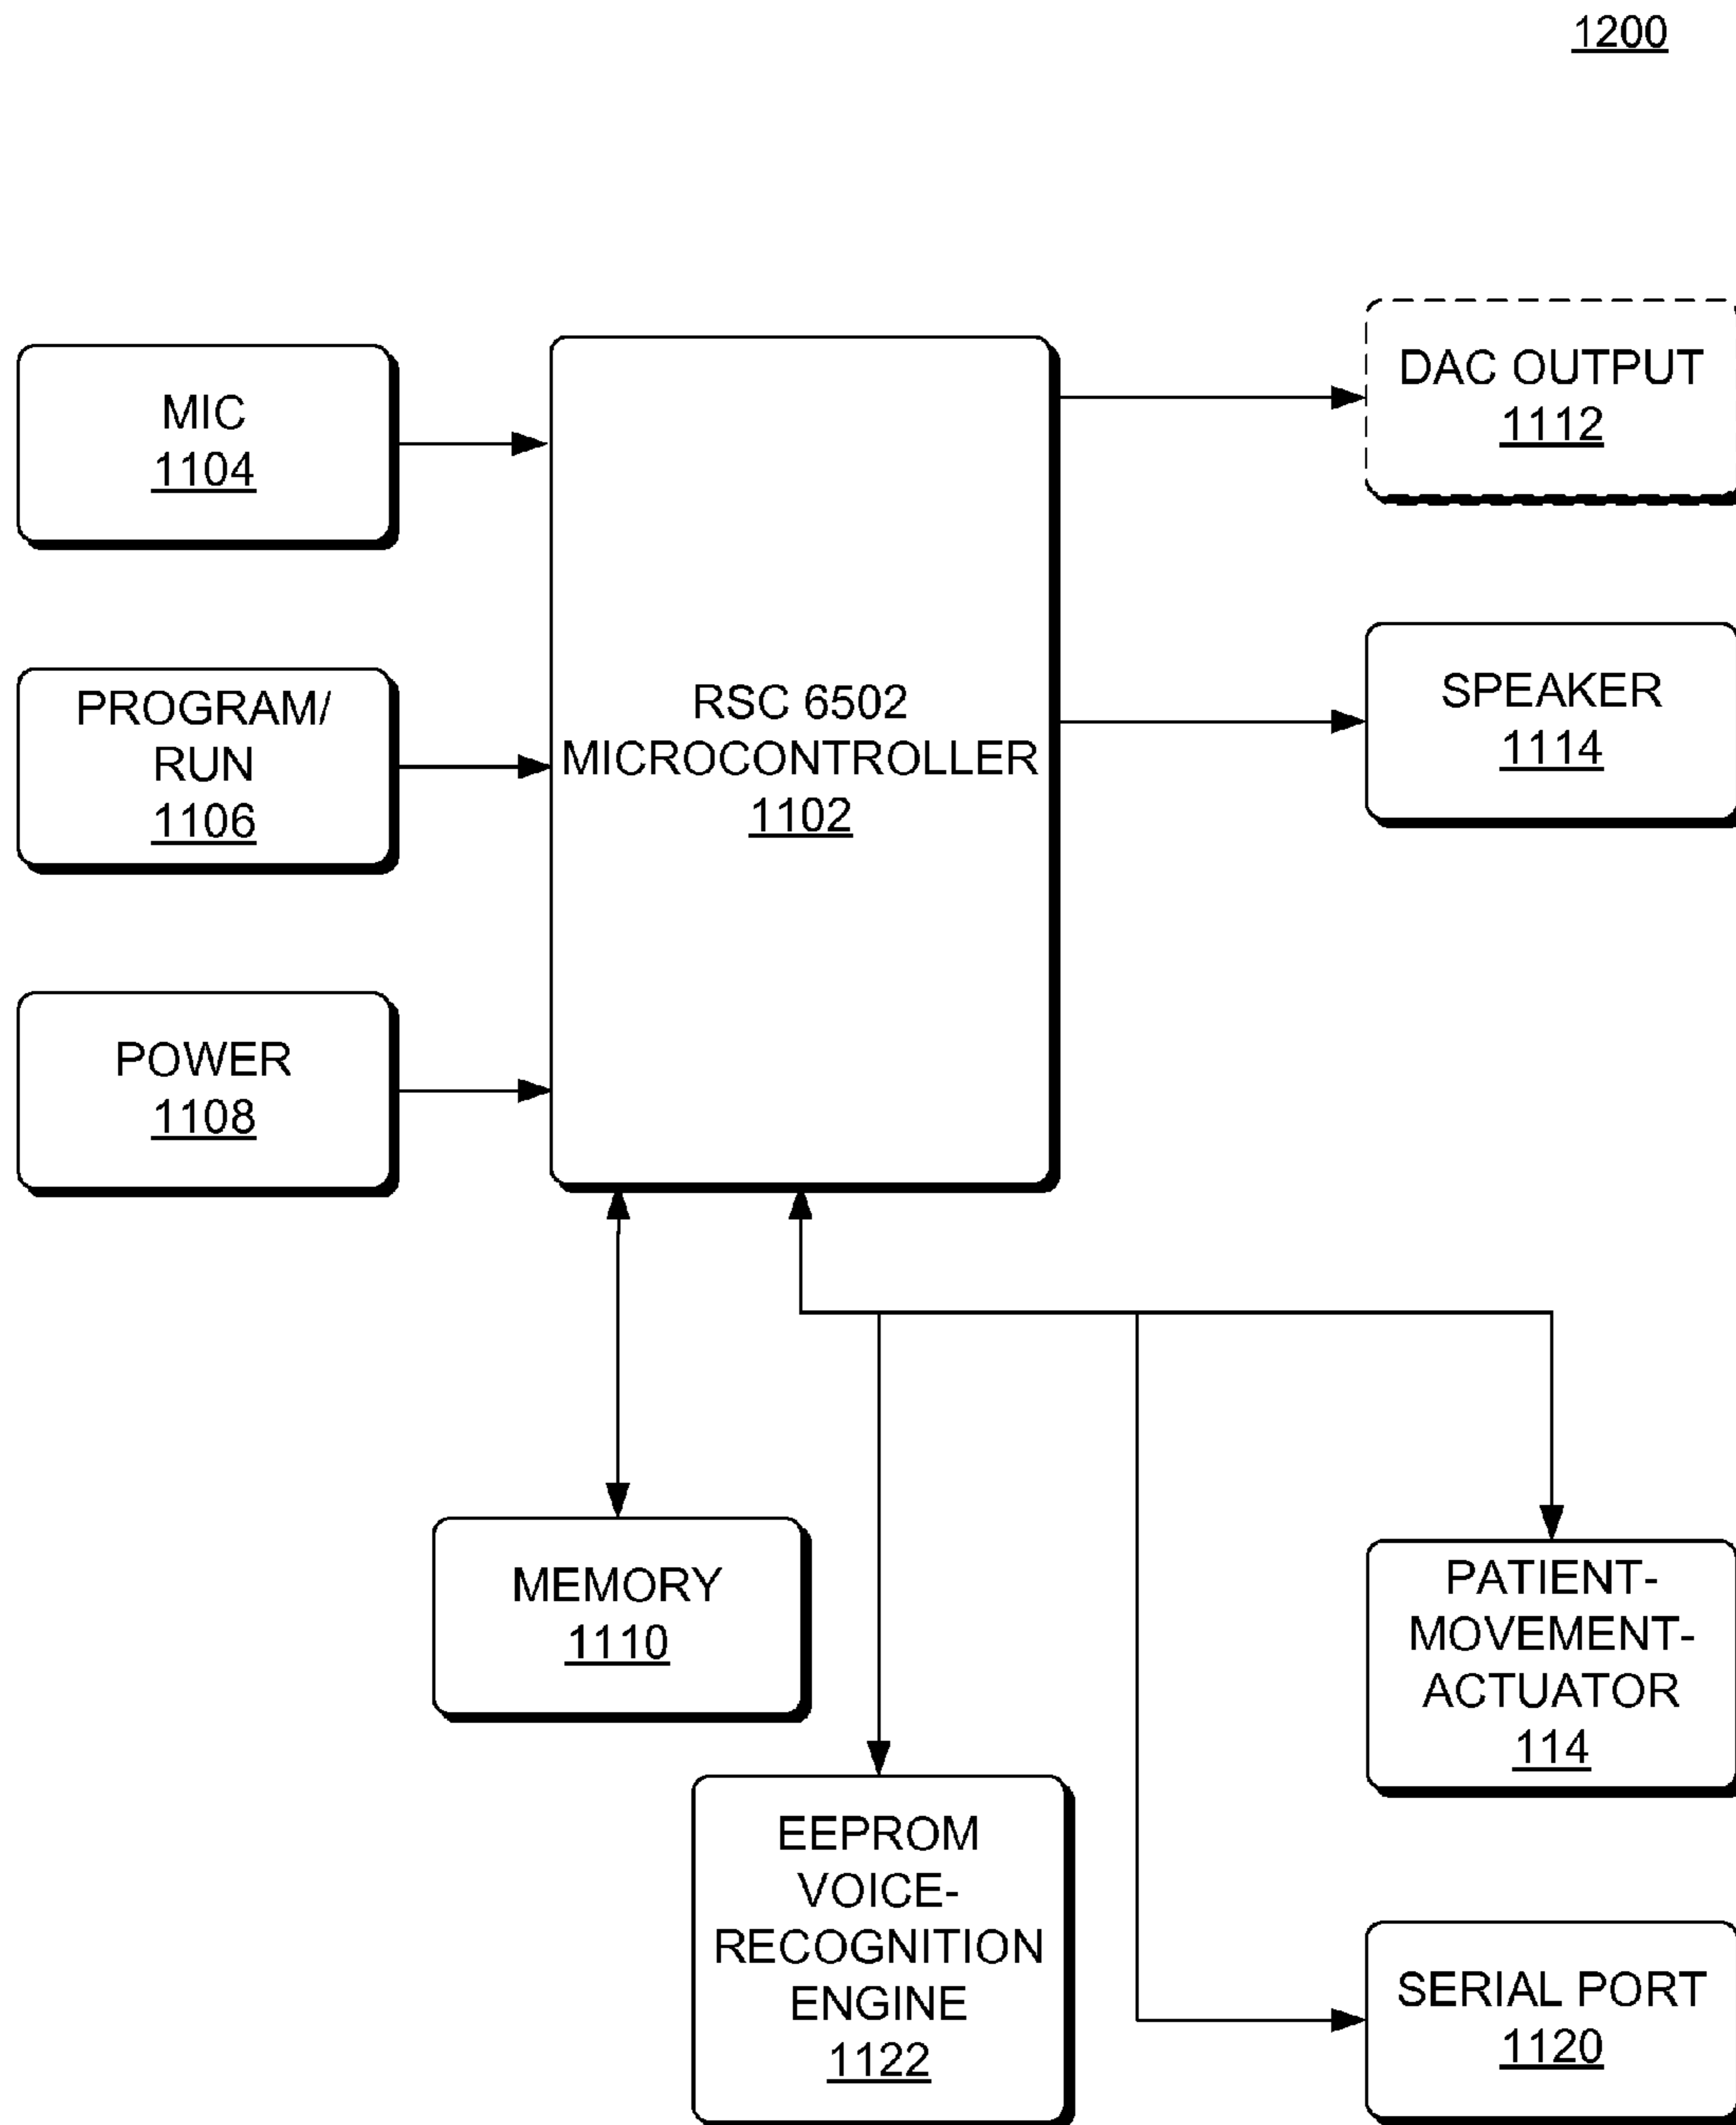 1200
MIC
1104
PROGRAM/
RUN
1106
POWER
1108
RSC 6502
MICROCONTROLLER
1102
DAC OUTPUT
1112
SPEAKER
1114
MEMORY
1110
EEPROM
VOICE-
RECOGNITION
ENGINE
1122
PATIENT-
MOVEMENT-
ACTUATOR
114
SERIAL PORT
1120